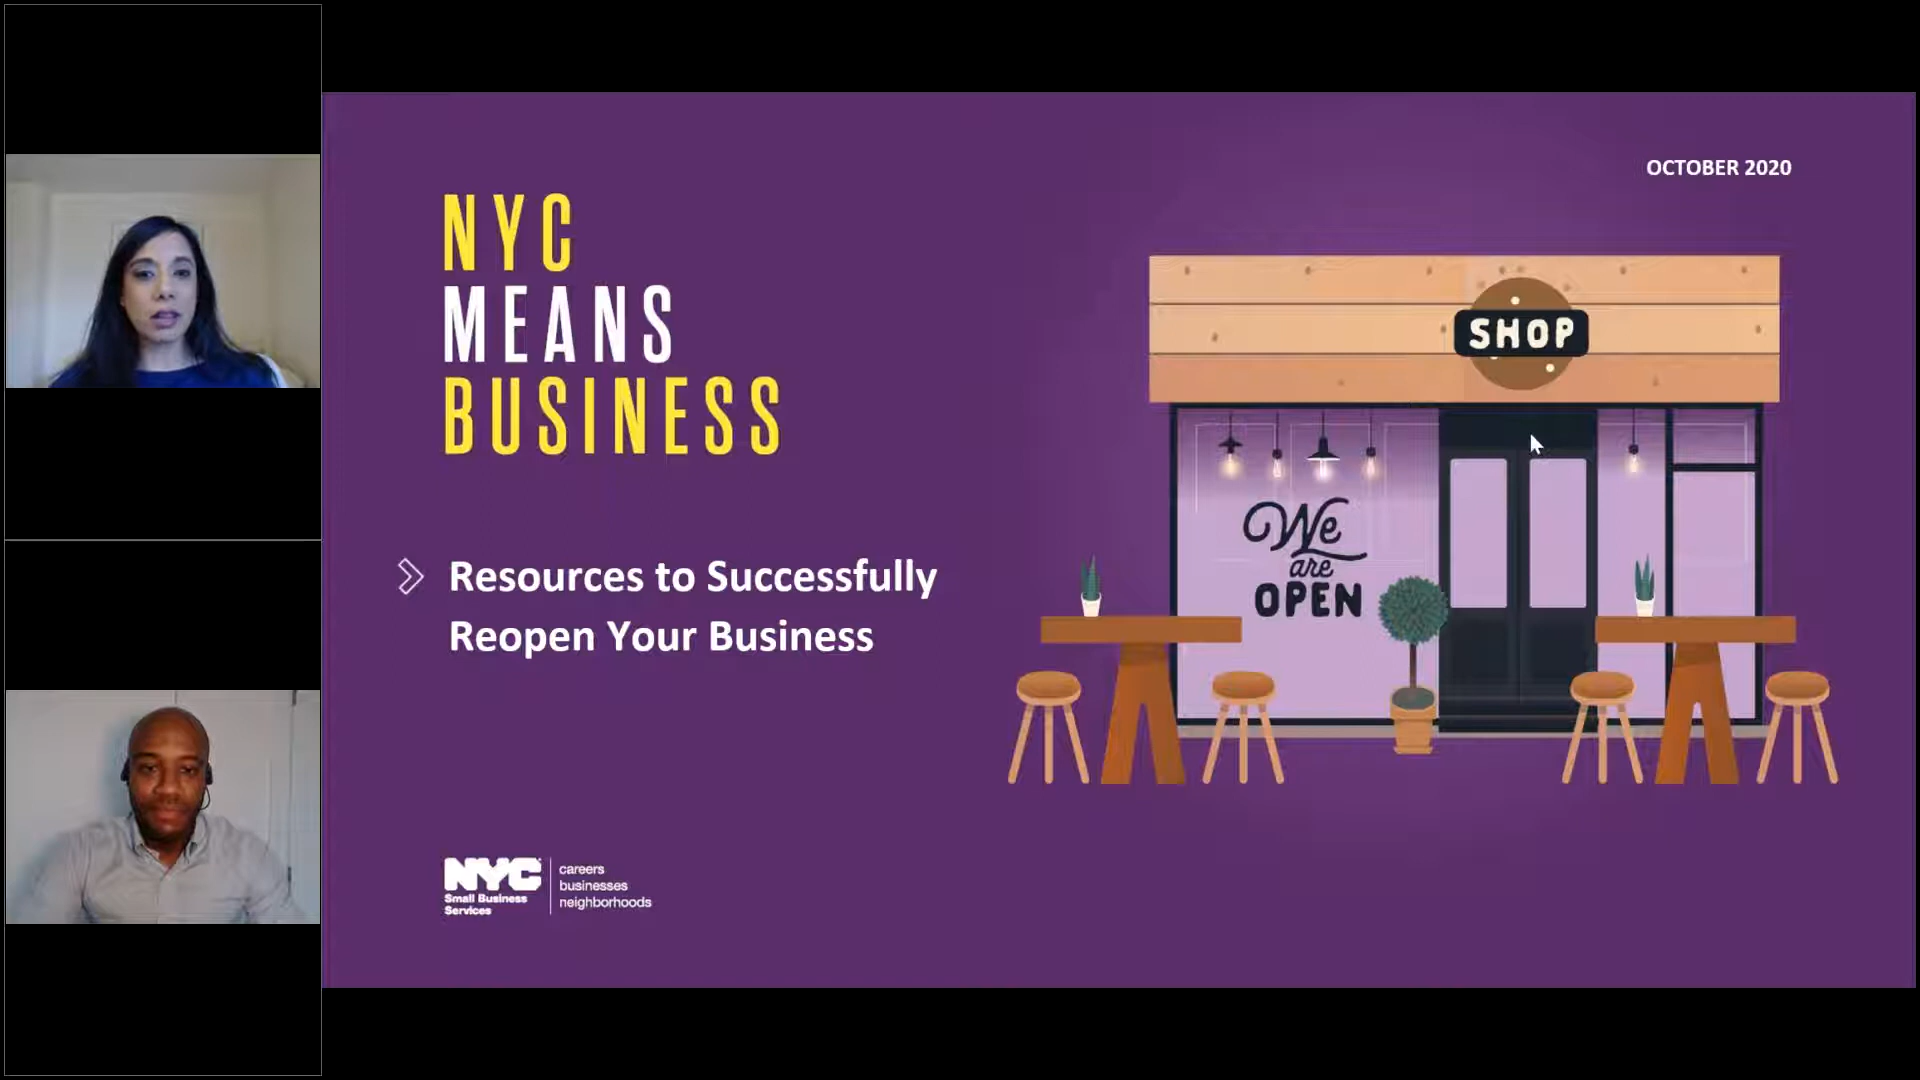 OCTOBER 2020
NYC
MEANS
BUSINESS
Resources to Successfully
Reopen Your Business
SHOP
We
are
OPEN
NYC
Small Business
Services
careers
businesses
neighborhoods